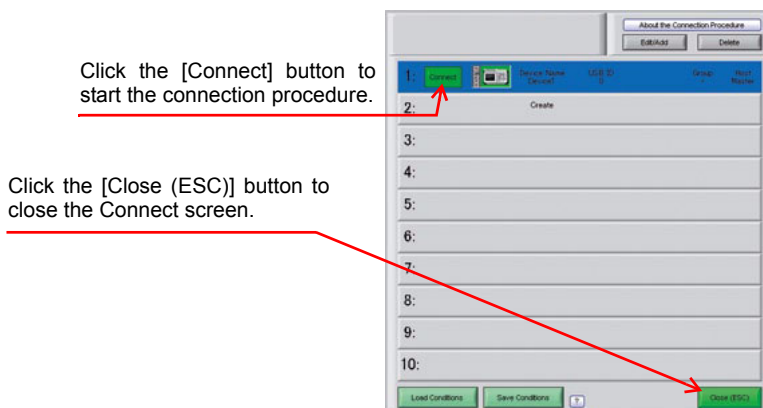 About the Connection Procedure
Edit/Add Delete
Click the [Connect] button to
start the connection procedure.
1: Connect Device Name USB ID Group Host
Device1 0 - Master
2: Create
3:
4:
Click the [Close (ESC)] button to
close the Connect screen.
5:
6:
7:
8:
9:
10:
Load Conditions Save Conditions ? Close (ESC)